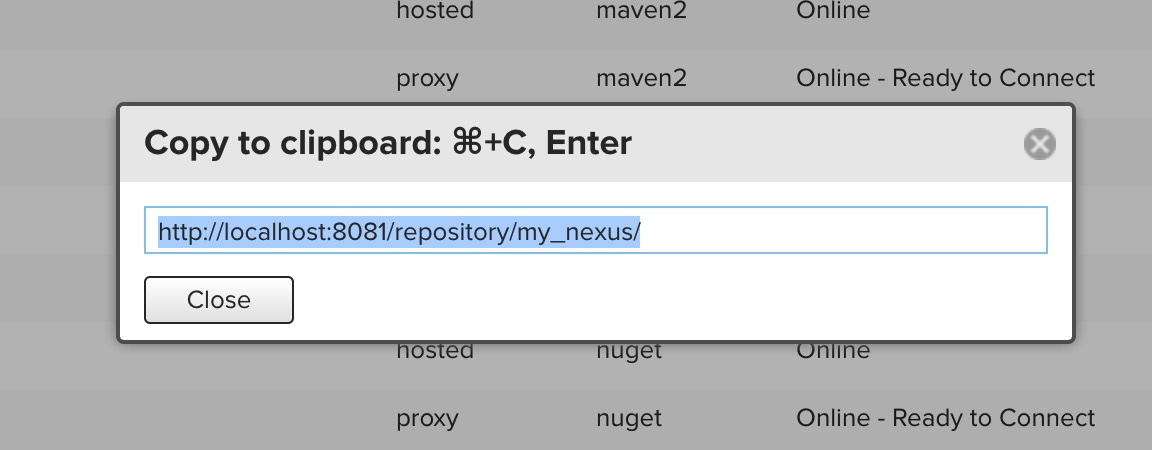 hosted maven2 Online
proxy maven2 Online - Ready to Connect
Copy to clipboard: ⌘+C, Enter
http://localhost:8081/repository/my_nexus/
Close
hosted nuget Online
proxy nuget Online - Ready to Connect